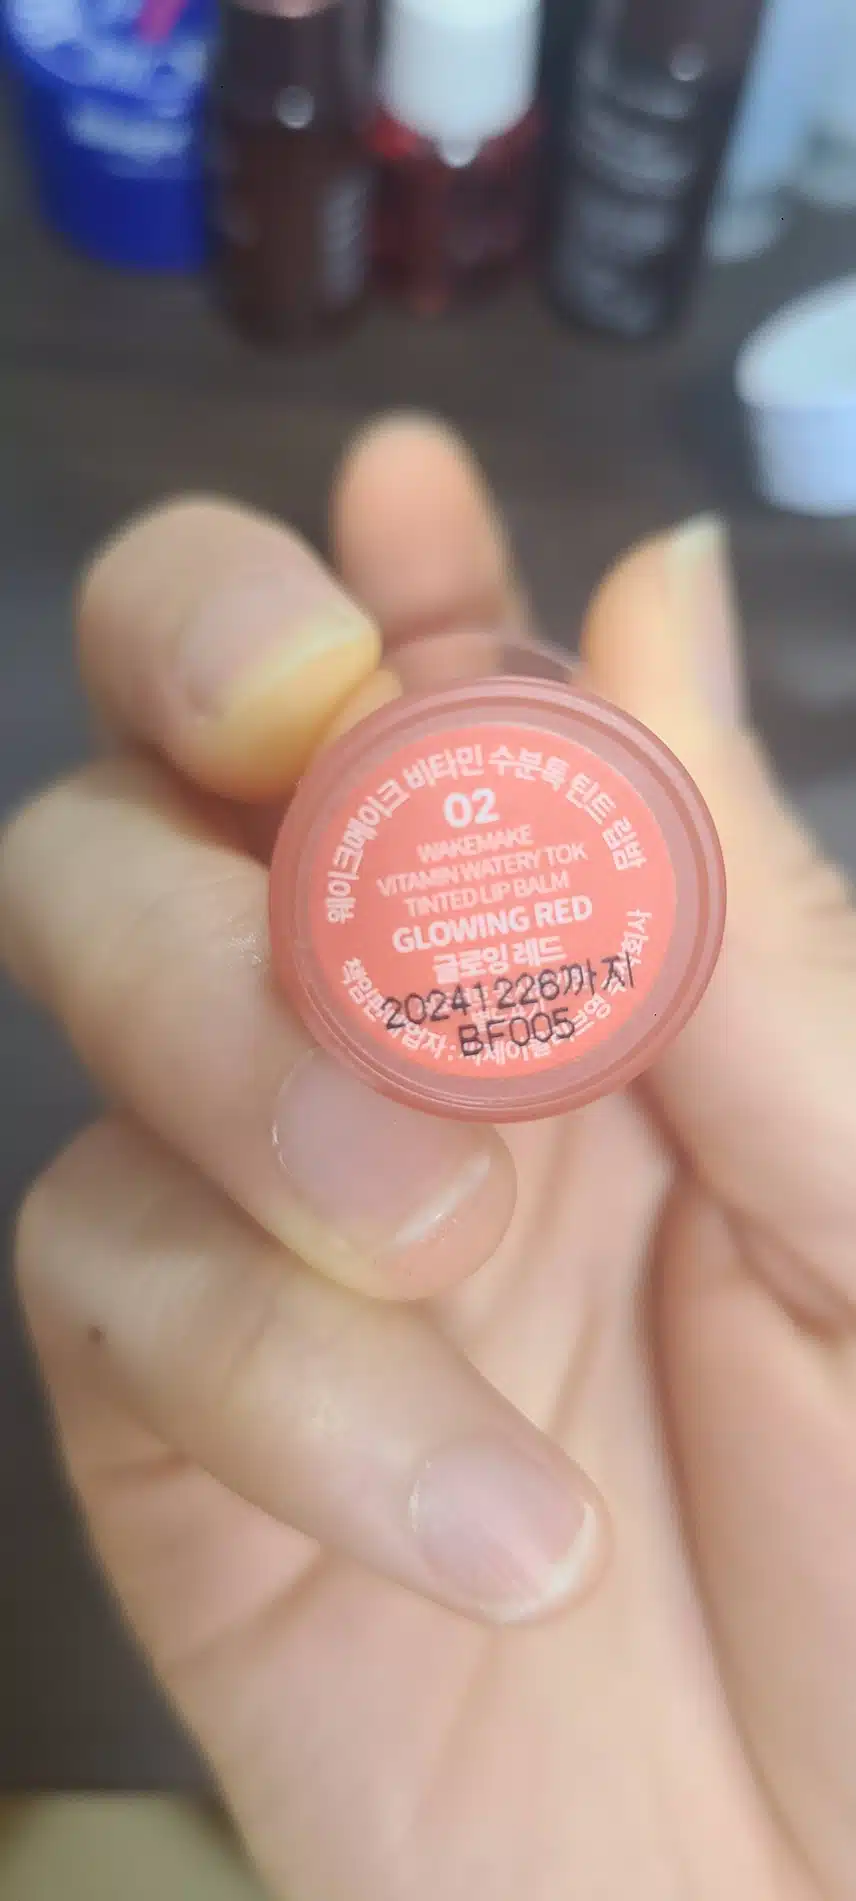 웨이크메이크 비타민 수분톡 틴트 립밤
02
WAKEMAKE
VITAMIN WATERY TOK
TINTED LIP BALM
GLOWING RED
글로잉 레드
20241226까지
BF005